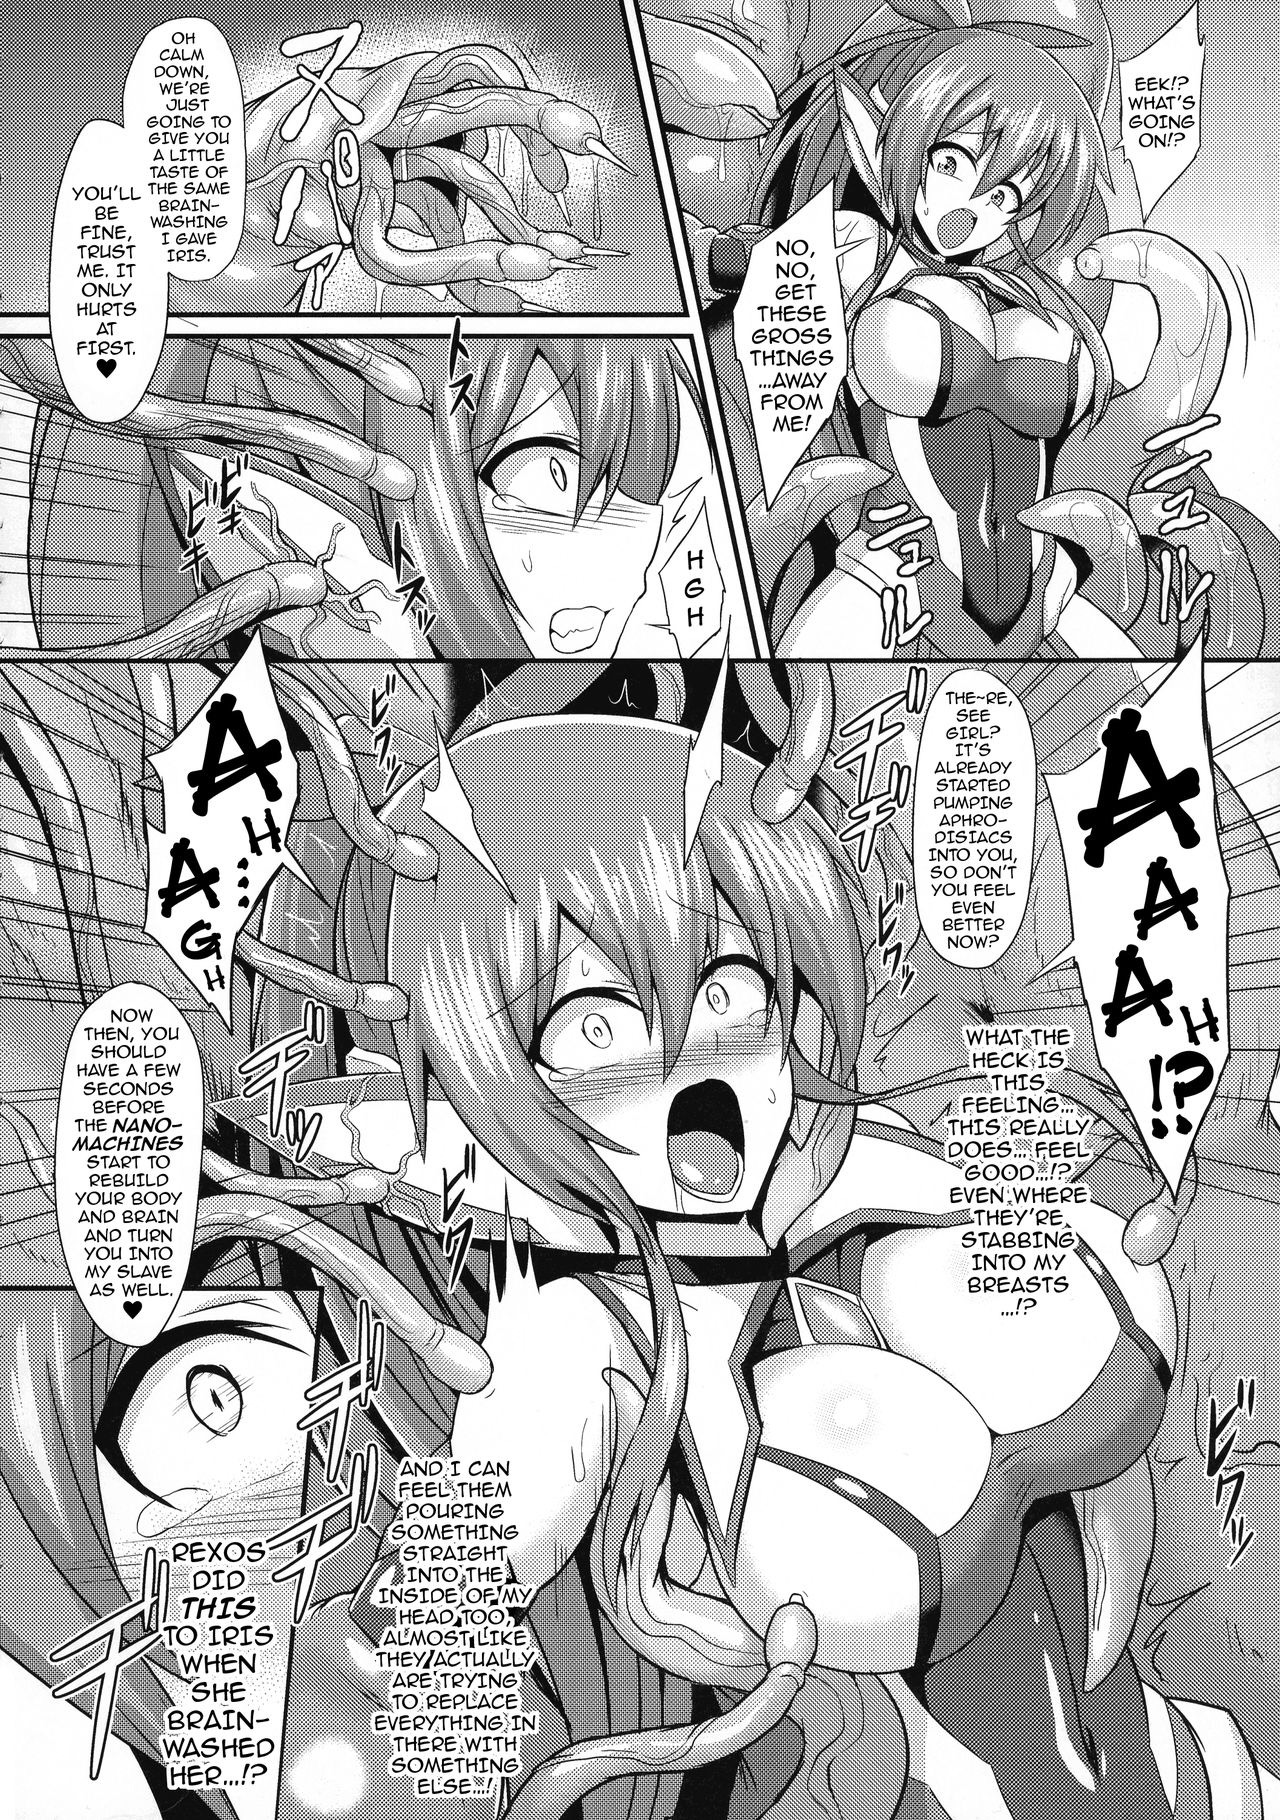 EEK!?
WHAT'S
GOING
ON!?
NO,
NO,
GET
THESE
GROSS
THINGS
...AWAY
FROM
ME!
OH
CALM
DOWN,
WE'RE
JUST
GOING TO
GIVE YOU
A LITTLE
TASTE OF
THE SAME
BRAIN-
WASHING
I GAVE
IRIS.
YOU'LL
BE FINE,
TRUST
ME. IT
ONLY
HURTS
AT
FIRST.
♥
HGH
AAAAH!?
THE~RE,
SEE
GIRL?
IT'S
ALREADY
STARTED
PUMPING
APHRO-
DISIACS
INTO YOU,
SO DON'T
YOU FEEL
EVEN
BETTER
NOW?
AH...
AGH
WHAT THE
HECK IS
THIS
FEELING...
THIS REALLY
DOES... FEEL
GOOD...!?
EVEN WHERE
THEY'RE
STABBING
INTO MY
BREASTS
...!?
NOW
THEN, YOU
SHOULD
HAVE A FEW
SECONDS
BEFORE
THE NANO-
MACHINES
START TO
REBUILD
YOUR BODY
AND BRAIN
AND TURN
YOU INTO
MY SLAVE
AS WELL.
♥
AND I CAN
FEEL THEM
POURING
SOMETHING
STRAIGHT
INTO THE
INSIDE OF MY
HEAD TOO,
ALMOST LIKE
THEY ACTUALLY
ARE TRYING
TO REPLACE
EVERYTHING IN
THERE WITH
SOMETHING
ELSE...!
REXOS
DID
THIS
TO IRIS
WHEN
SHE
BRAIN-
WASHED
HER...!?